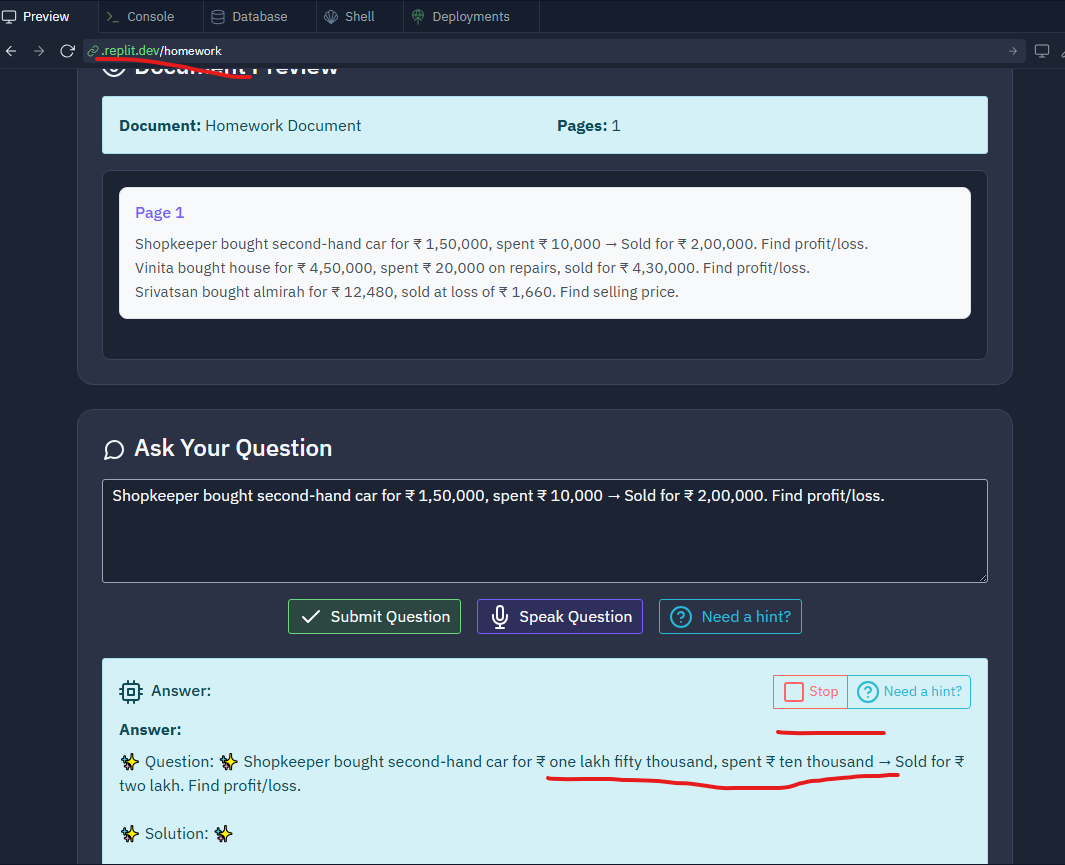 Preview
Console
Database
Shell
Deployments
.replit.dev/homework
Document Preview
Document: Homework Document
Pages: 1
Page 1
Shopkeeper bought second-hand car for ₹ 1,50,000, spent ₹ 10,000 → Sold for ₹ 2,00,000. Find profit/loss.
Vinita bought house for ₹ 4,50,000, spent ₹ 20,000 on repairs, sold for ₹ 4,30,000. Find profit/loss.
Srivatsan bought almirah for ₹ 12,480, sold at loss of ₹ 1,660. Find selling price.
Ask Your Question
Shopkeeper bought second-hand car for ₹ 1,50,000, spent ₹ 10,000 → Sold for ₹ 2,00,000. Find profit/loss.
Submit Question
Speak Question
Need a hint?
Answer:
Stop
Need a hint?
Answer:
✨ Question: ✨ Shopkeeper bought second-hand car for ₹ one lakh fifty thousand, spent ₹ ten thousand → Sold for ₹
two lakh. Find profit/loss.
✨ Solution: ✨